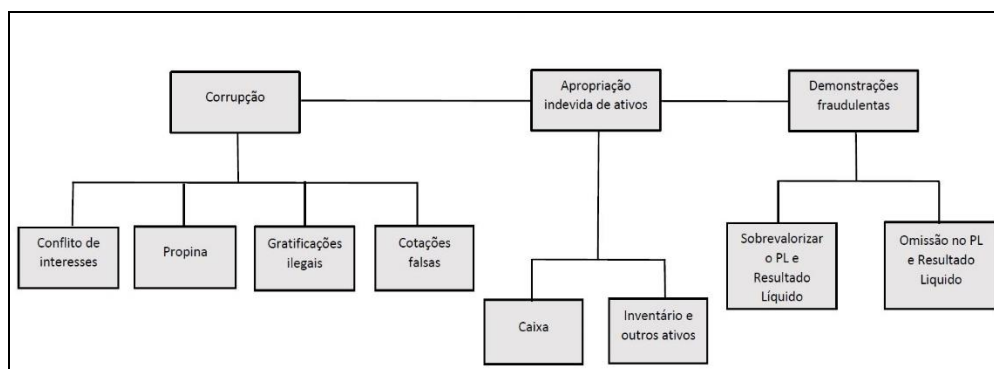 Corrupção
Apropriação
indevida de ativos
Demonstrações
fraudulentas
Conflito de
interesses
Propina
Gratificações
ilegais
Cotações
falsas
Caixa
Inventário e
outros ativos
Sobrevalorizar
o PL e
Resultado
Líquido
Omissão no PL
e Resultado
Liquido